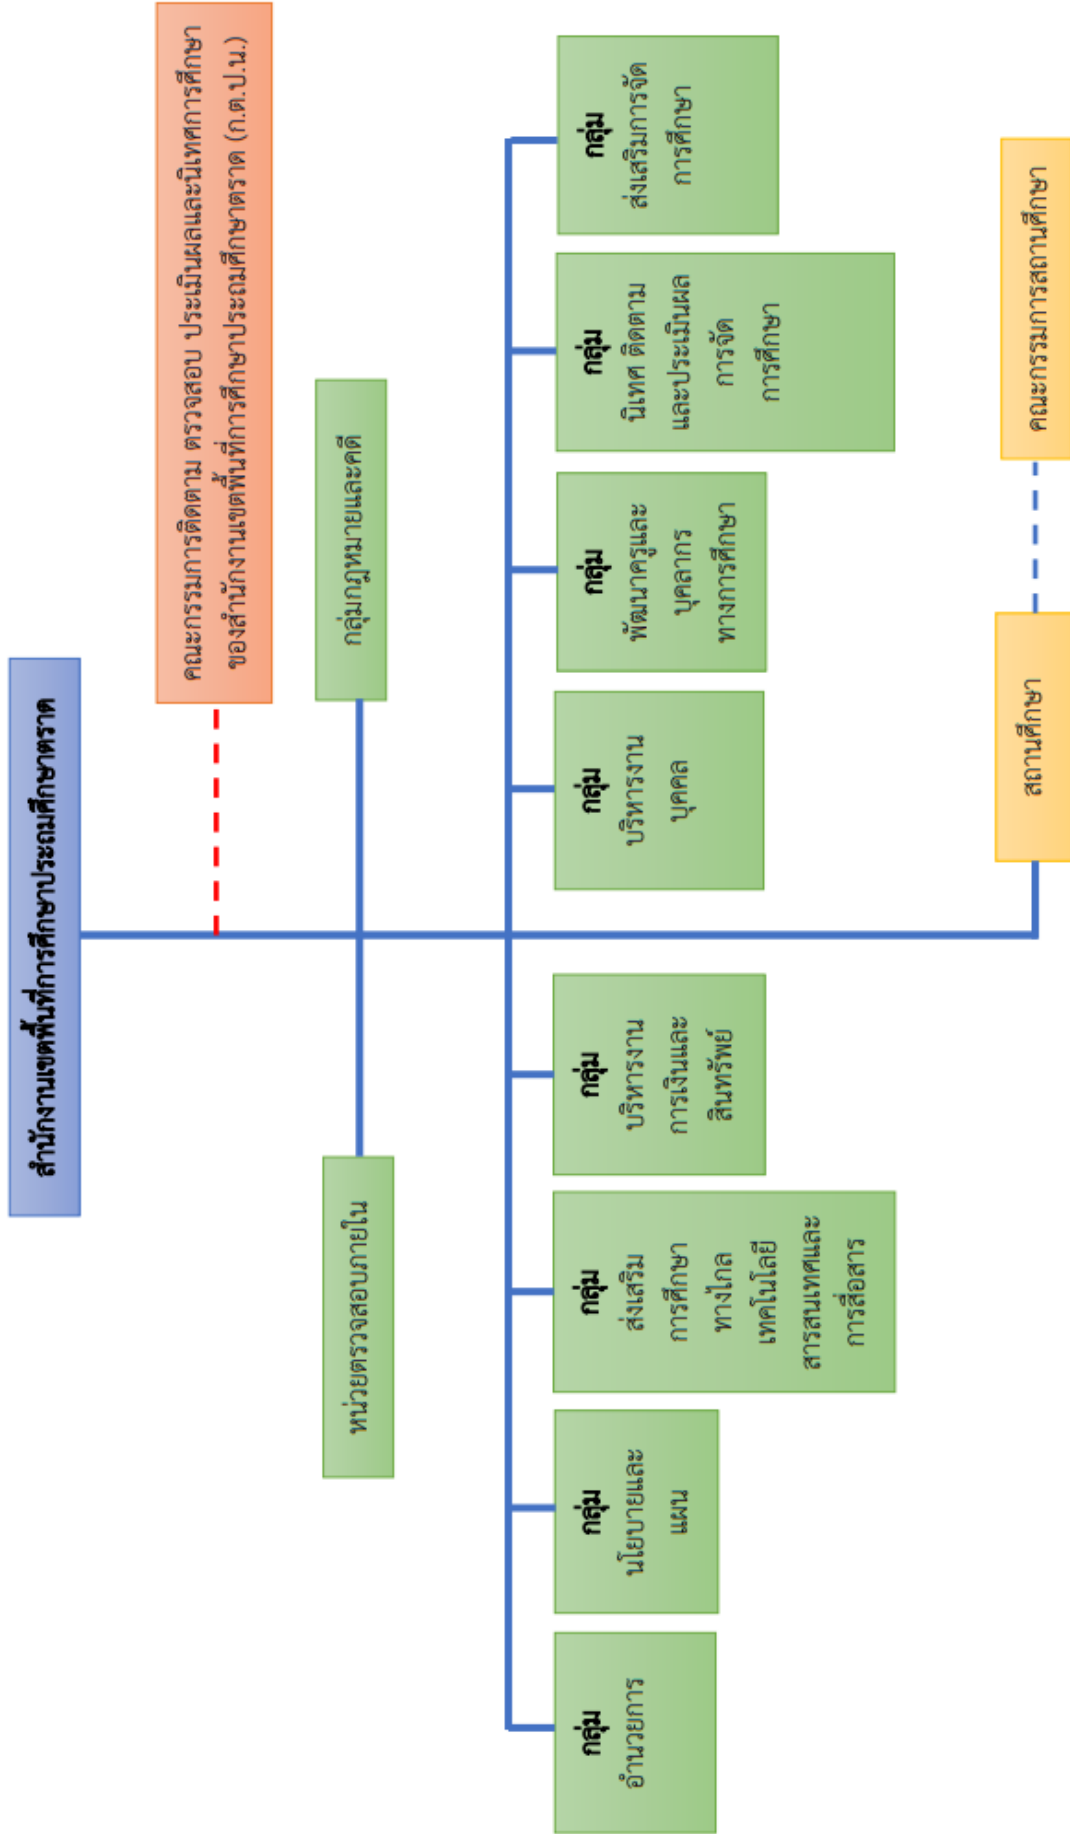 สำนักงานเขตพื้นที่การศึกษาประถมศึกษาตราด
คณะกรรมการติดตาม ตรวจสอบ ประเมินผลและนิเทศการศึกษา
ของสำนักงานเขตพื้นที่การศึกษาประถมศึกษาตราด (ก.ต.ป.น.)
หน่วยตรวจสอบภายใน
กลุ่มกฎหมายและคดี
กลุ่ม
อำนวยการ
กลุ่ม
นโยบายและ
แผน
กลุ่ม
ส่งเสริม
การศึกษา
ทางไกล
เทคโนโลยี
สารสนเทศและ
การสื่อสาร
กลุ่ม
บริหารงาน
การเงินและ
สินทรัพย์
กลุ่ม
บริหารงาน
บุคคล
กลุ่ม
พัฒนาครูและ
บุคลากร
ทางการศึกษา
กลุ่ม
นิเทศ ติดตาม
และประเมินผล
การจัด
การศึกษา
กลุ่ม
ส่งเสริมการจัด
การศึกษา
สถานศึกษา
คณะกรรมการสถานศึกษา